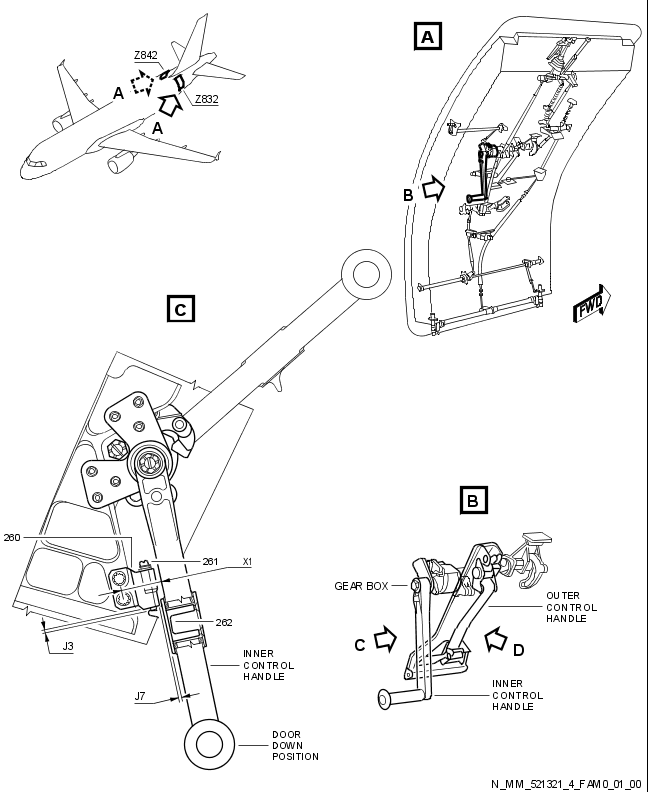 Z842
A
Z832
A
A
B
FWD
C
260
261
X1
262
J3
INNER
CONTROL
HANDLE
J7
DOOR
DOWN
POSITION
B
GEAR BOX
OUTER
CONTROL
HANDLE
C
D
INNER
CONTROL
HANDLE
N_MM_521321_4_FAM0_01_00